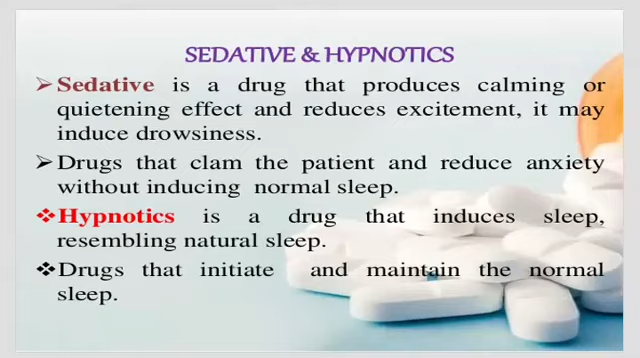 SEDATIVE & HYPNOTICS
➢Sedative is a drug that produces calming or
quietening effect and reduces excitement, it may
induce drowsiness.
➢Drugs that clam the patient and reduce anxiety
without inducing normal sleep.
❖Hypnotics is a drug that induces sleep,
resembling natural sleep.
❖Drugs that initiate and maintain the normal
sleep.